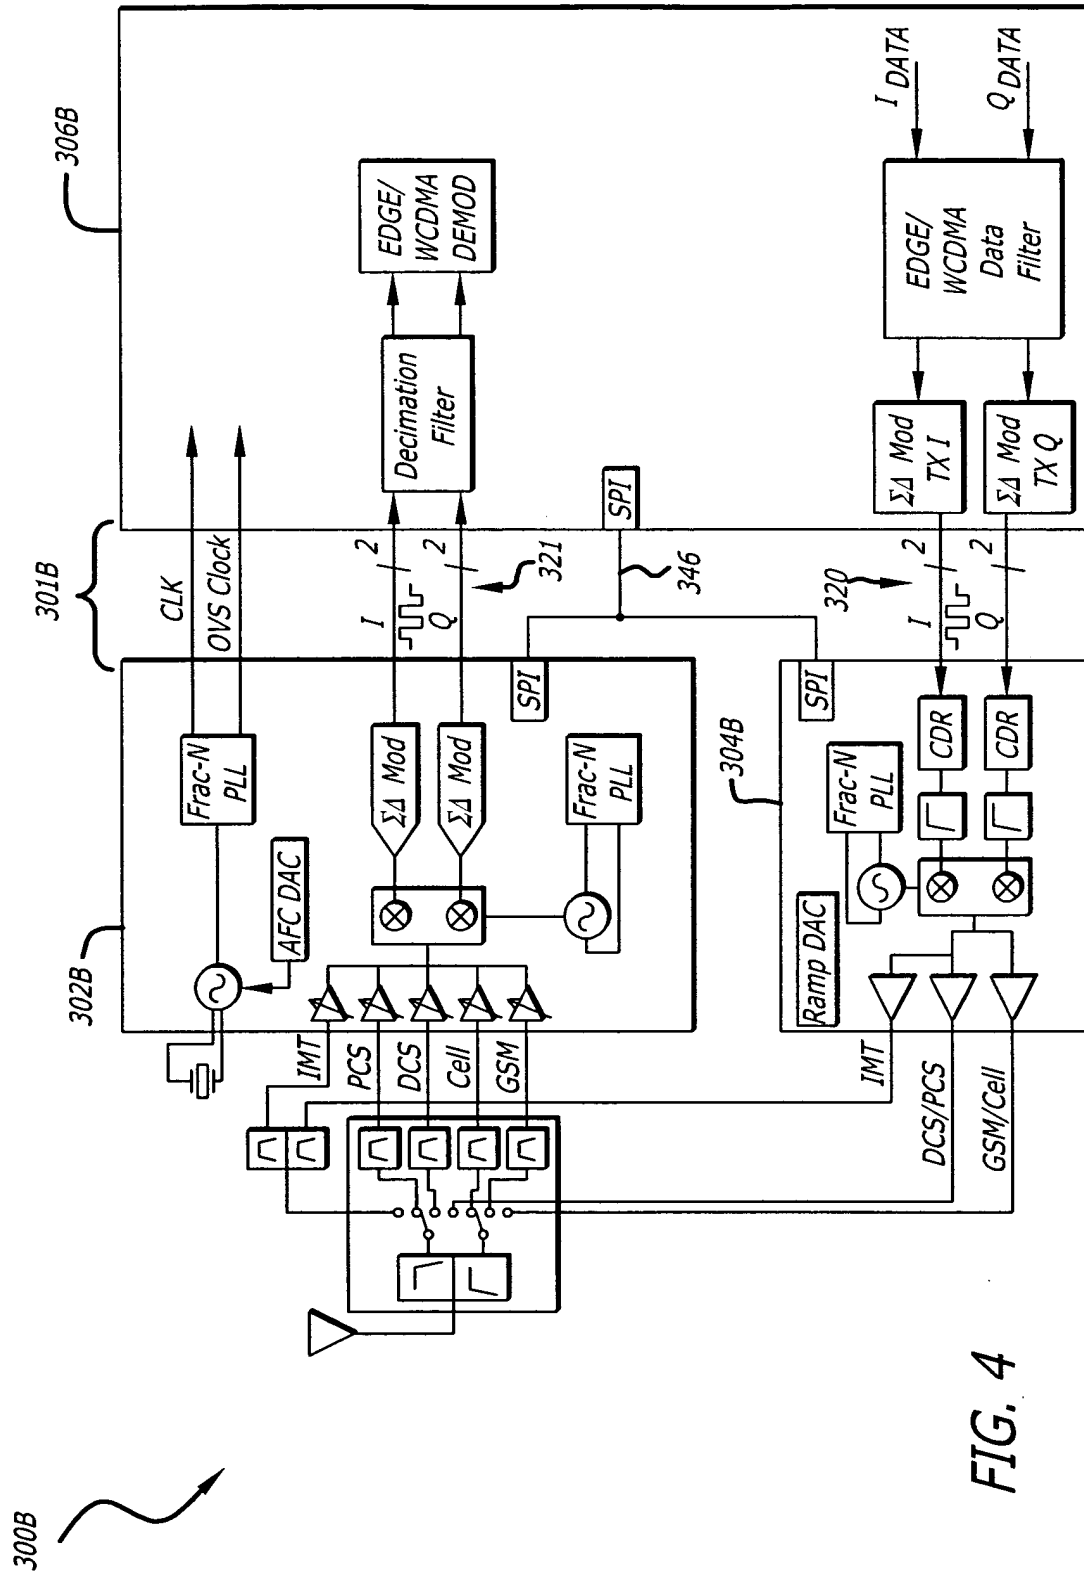 300B
302B
301B
306B
CLK
OVS Clock
Frac-N
PLL
AFC DAC
IMT
PCS
DCS
Cell
GSM
ΣΔ Mod
ΣΔ Mod
I
2
Q
2
321
Decimation
Filter
EDGE/
WCDMA
DEMOD
Frac-N
PLL
SPI
SPI
346
SPI
304B
Ramp DAC
Frac-N
PLL
CDR
CDR
320
I
2
Q
2
ΣΔ Mod
TX I
ΣΔ Mod
TX Q
EDGE/
WCDMA
Data
Filter
I DATA
Q DATA
IMT
DCS/PCS
GSM/Cell
FIG. 4